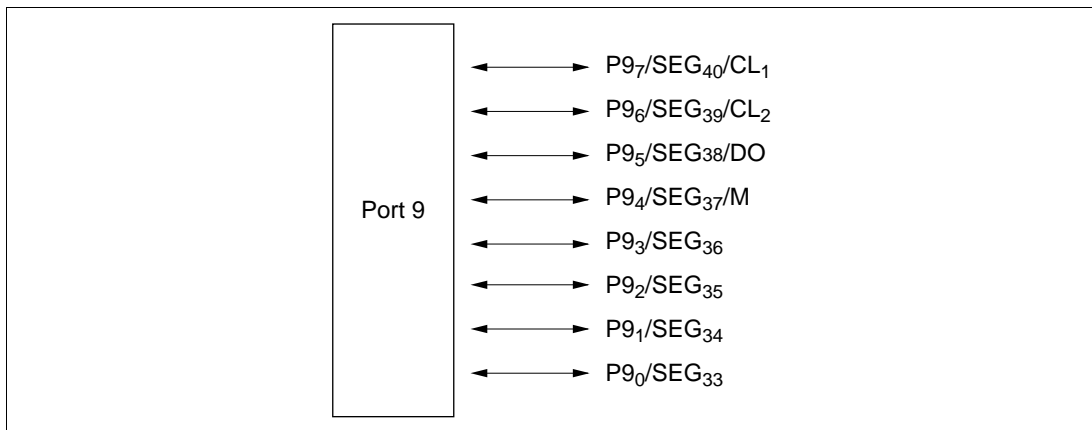 P9₇/SEG₄₀/CL₁
P9₆/SEG₃₉/CL₂
P9₅/SEG38/DO
P9₄/SEG₃₇/M
Port 9
P9₃/SEG₃₆
P9₂/SEG₃₅
P9₁/SEG₃₄
P9₀/SEG₃₃